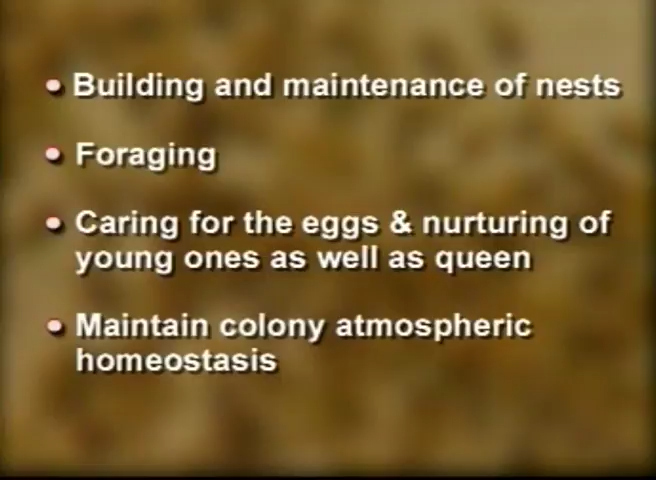 • Building and maintenance of nests
• Foraging
• Caring for the eggs & nurturing of
young ones as well as queen
• Maintain colony atmospheric
homeostasis